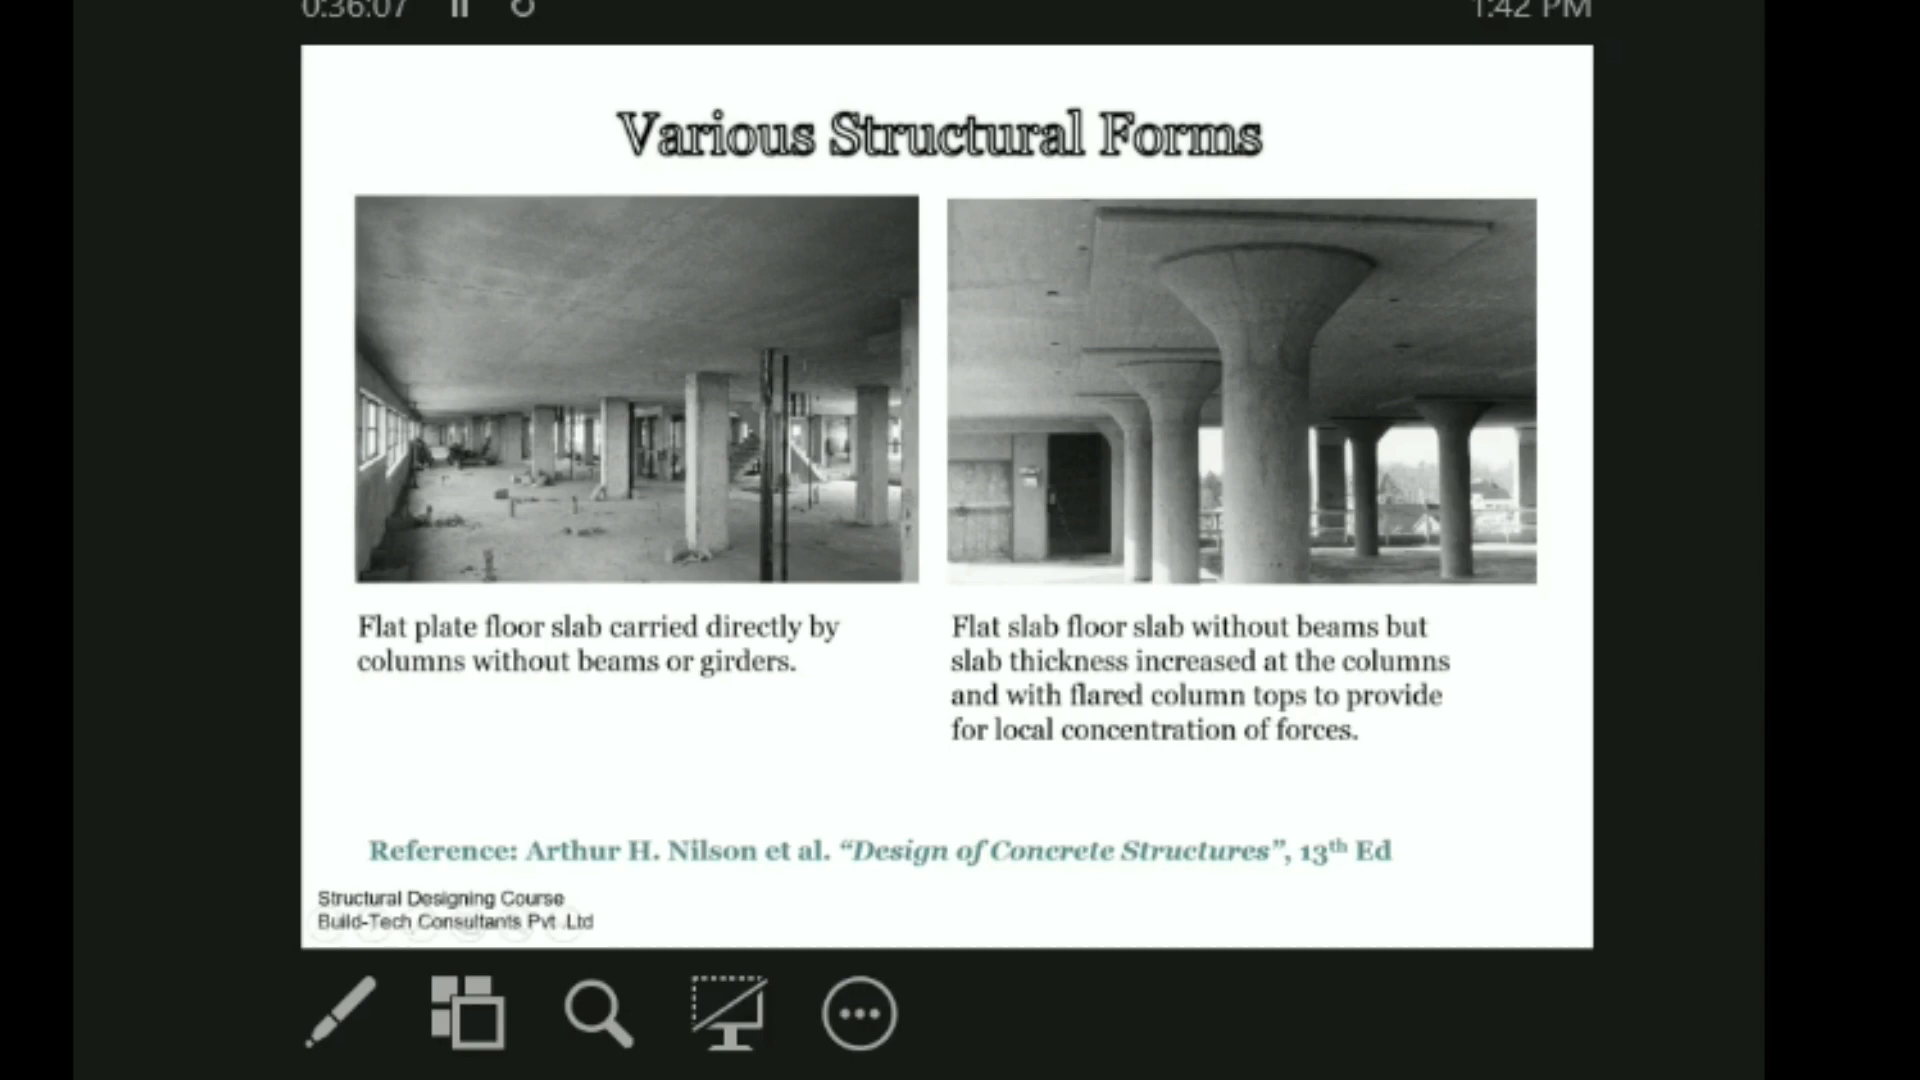 0:36:07
1:42 PM
Various Structural Forms
Flat plate floor slab carried directly by
columns without beams or girders.
Flat slab floor slab without beams but
slab thickness increased at the columns
and with flared column tops to provide
for local concentration of forces.
Reference: Arthur H. Nilson et al. “Design of Concrete Structures”, 13th Ed
Structural Designing Course
Build-Tech Consultants Pvt .Ltd